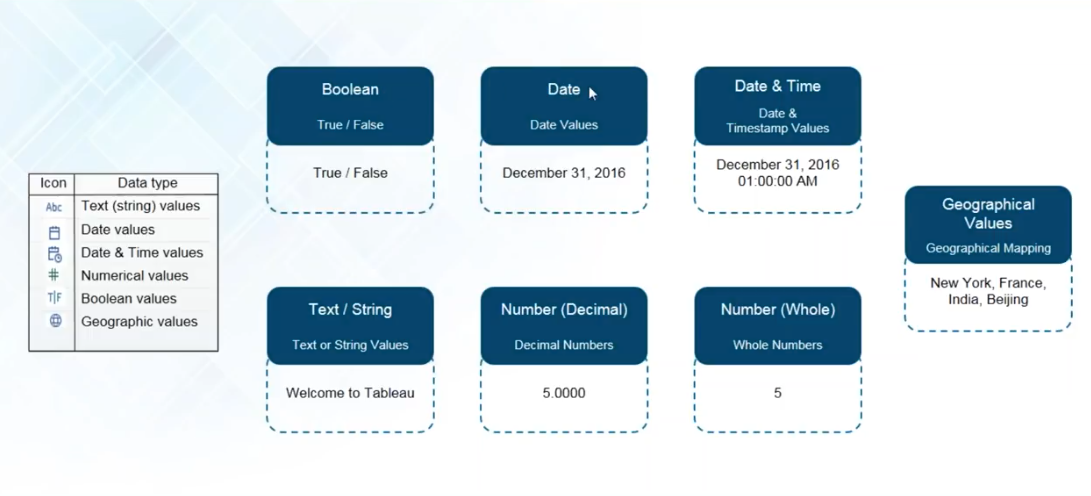 Boolean
True / False
True / False
Date
Date Values
December 31, 2016
Date & Time
Date &
Timestamp Values
December 31, 2016
01:00:00 AM
Icon Data type
Abc Text (string) values
Date values
Date & Time values
# Numerical values
T|F Boolean values
Geographic values
Geographical
Values
Geographical Mapping
New York, France,
India, Beijing
Text / String
Text or String Values
Welcome to Tableau
Number (Decimal)
Decimal Numbers
5.0000
Number (Whole)
Whole Numbers
5